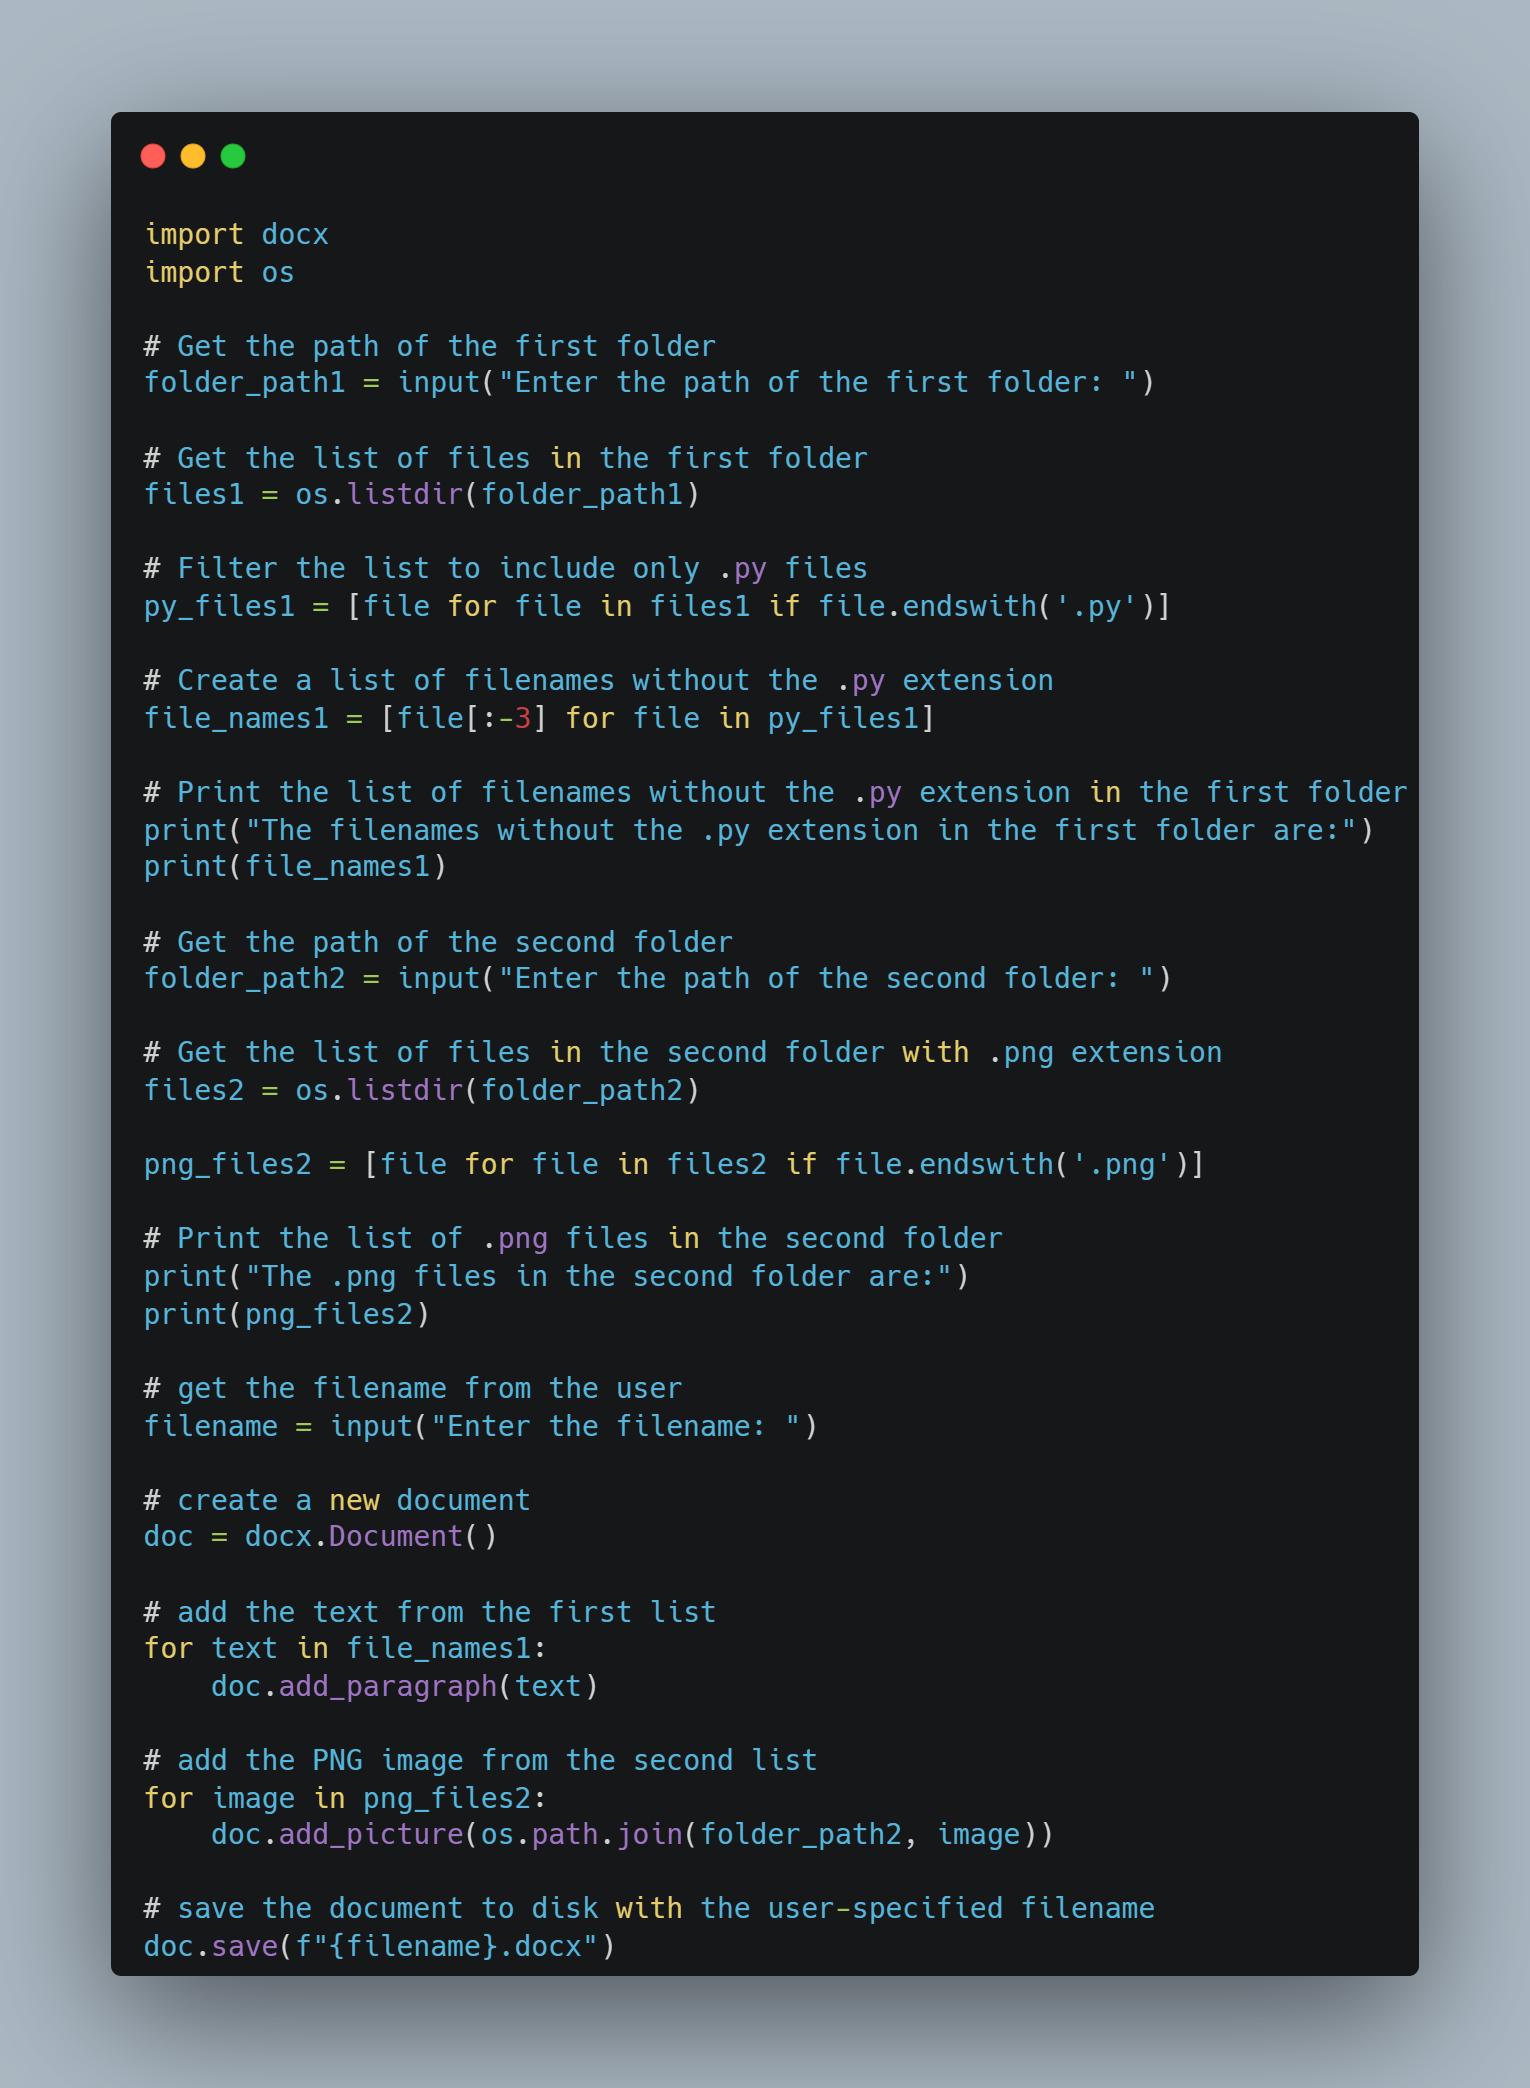 import docx
import os
# Get the path of the first folder
folder_path1 = input("Enter the path of the first folder: ")
# Get the list of files in the first folder
files1 = os.listdir(folder_path1)
# Filter the list to include only .py files
py_files1 = [file for file in files1 if file.endswith('.py')]
# Create a list of filenames without the .py extension
file_names1 = [file[:-3] for file in py_files1]
# Print the list of filenames without the .py extension in the first folder
print("The filenames without the .py extension in the first folder are:")
print(file_names1)
# Get the path of the second folder
folder_path2 = input("Enter the path of the second folder: ")
# Get the list of files in the second folder with .png extension
files2 = os.listdir(folder_path2)
png_files2 = [file for file in files2 if file.endswith('.png')]
# Print the list of .png files in the second folder
print("The .png files in the second folder are:")
print(png_files2)
# get the filename from the user
filename = input("Enter the filename: ")
# create a new document
doc = docx.Document()
# add the text from the first list
for text in file_names1:
    doc.add_paragraph(text)
# add the PNG image from the second list
for image in png_files2:
    doc.add_picture(os.path.join(folder_path2, image))
# save the document to disk with the user-specified filename
doc.save(f"{filename}.docx")